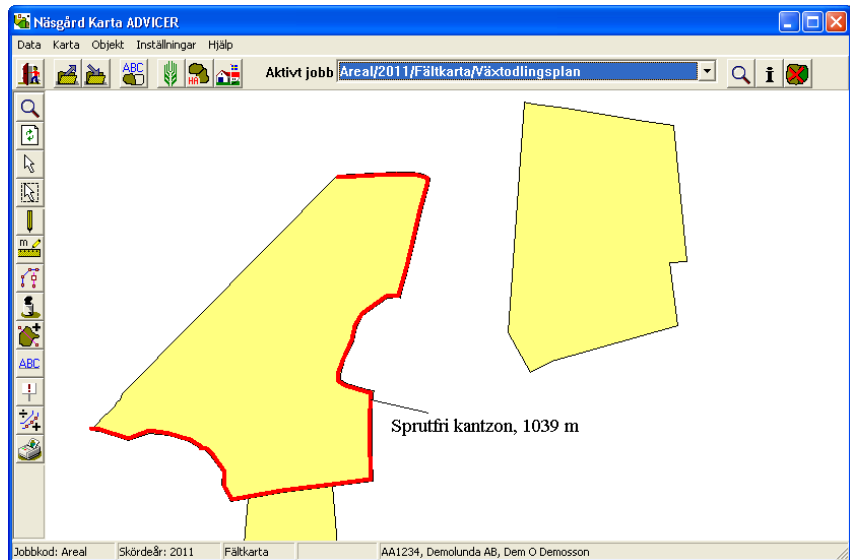 Näsgård Karta ADVICER
Data Karta Objekt Inställningar Hjälp
ABC HA Aktivt jobb Areal/2011/Fältkarta/Växtodlingsplan i
m
ABC
Sprutfri kantzon, 1039 m
Jobbkod: Areal Skördeår: 2011 Fältkarta AA1234, Demolunda AB, Dem O Demosson